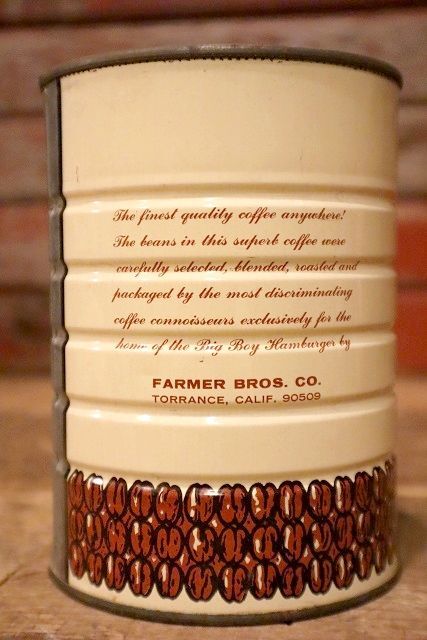 The finest quality coffee anywhere!
The beans in this superb coffee were
carefully selected, blended, roasted and
packaged by the most discriminating
coffee connoisseurs exclusively for the
home of the Big Boy Hamburger by
FARMER BROS. CO.
TORRANCE, CALIF. 90509